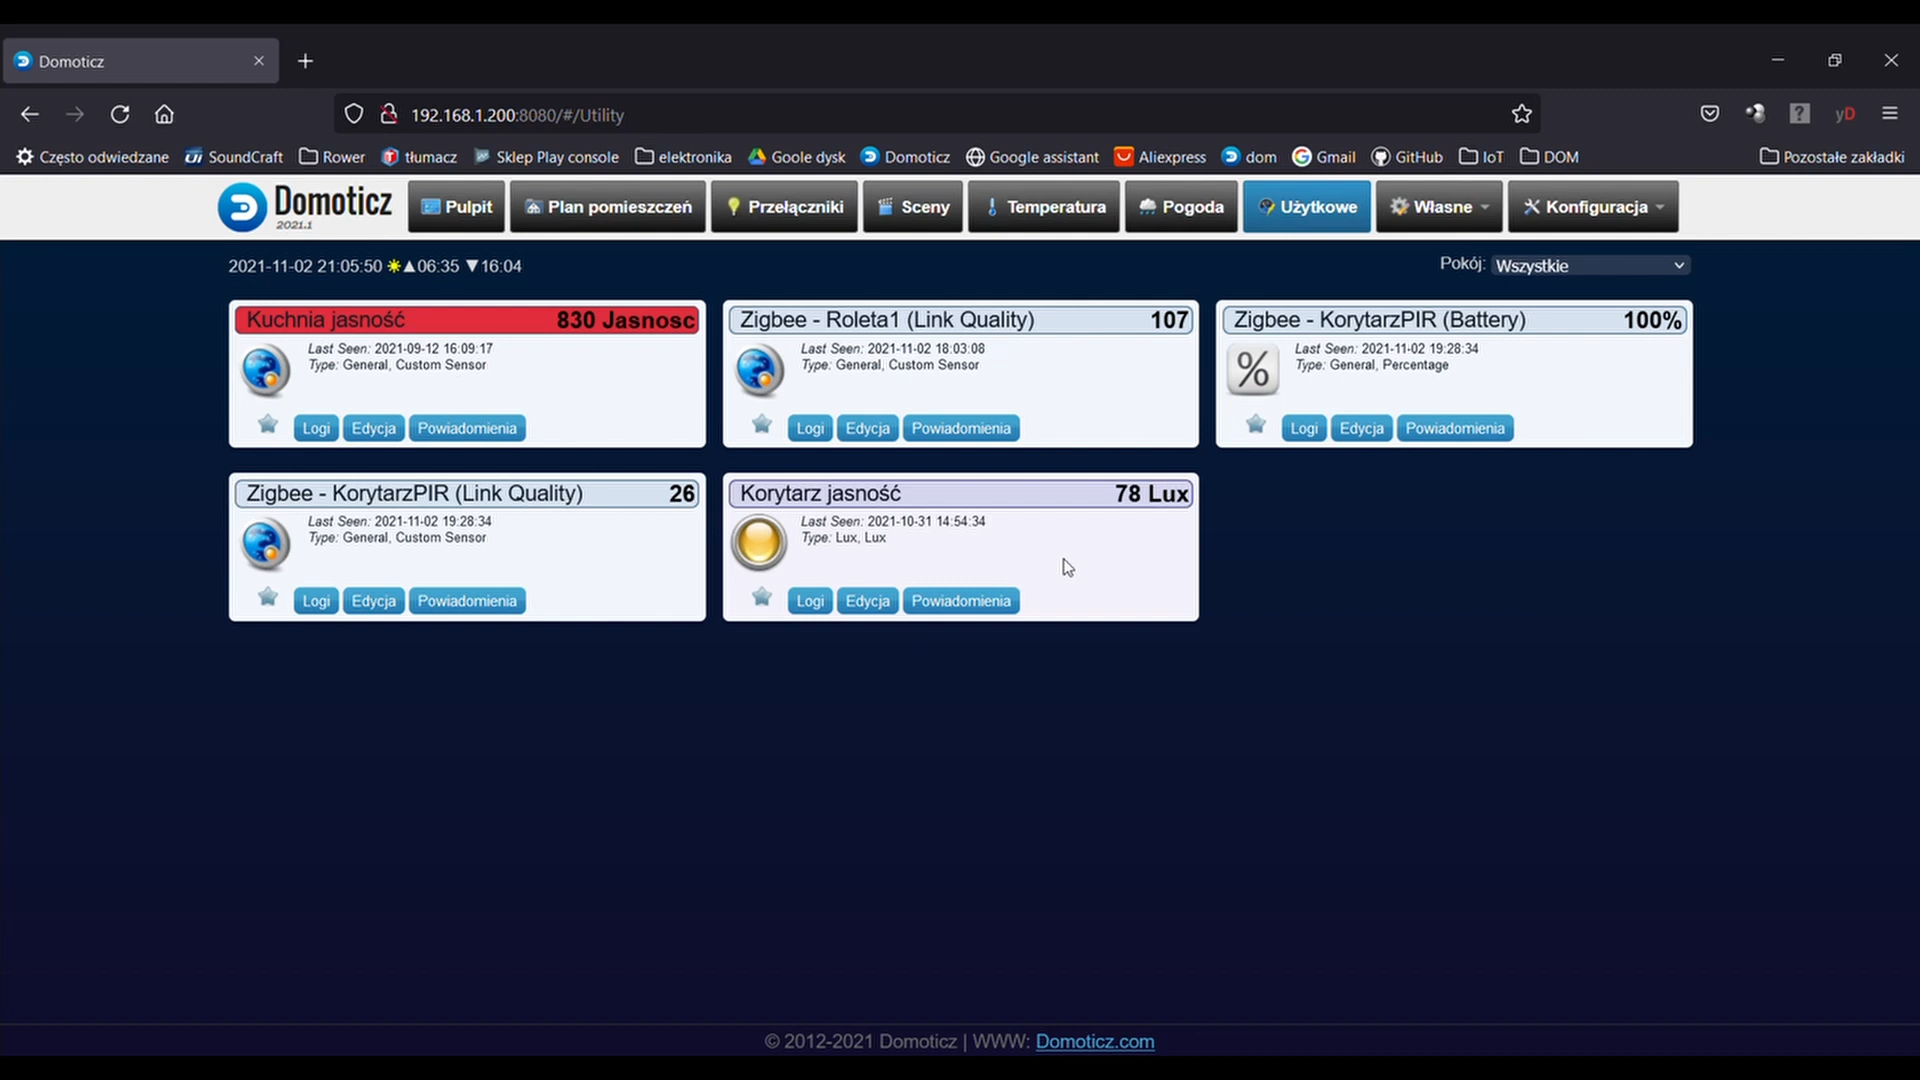 Domoticz
192.168.1.200:8080/#/Utility
yD
Często odwiedzane SoundCraft Rower tłumacz Sklep Play console elektronika Goole dysk Domoticz Google assistant Aliexpress dom Gmail GitHub IoT DOM Pozostałe zakładki
Domoticz
2021.1
Pulpit Plan pomieszczeń Przełączniki Sceny Temperatura Pogoda Użytkowe Własne Konfiguracja
2021-11-02 21:05:50 ☀▲06:35 ▼16:04
Pokój: Wszystkie
Kuchnia jasność 830 Jasnosc
Last Seen: 2021-09-12 16:09:17
Type: General, Custom Sensor
Logi Edycja Powiadomienia
Zigbee - Roleta1 (Link Quality) 107
Last Seen: 2021-11-02 18:03:08
Type: General, Custom Sensor
Logi Edycja Powiadomienia
Zigbee - KorytarzPIR (Battery) 100%
%
Last Seen: 2021-11-02 19:28:34
Type: General, Percentage
Logi Edycja Powiadomienia
Zigbee - KorytarzPIR (Link Quality) 26
Last Seen: 2021-11-02 19:28:34
Type: General, Custom Sensor
Logi Edycja Powiadomienia
Korytarz jasność 78 Lux
Last Seen: 2021-10-31 14:54:34
Type: Lux, Lux
Logi Edycja Powiadomienia
© 2012-2021 Domoticz | WWW: Domoticz.com